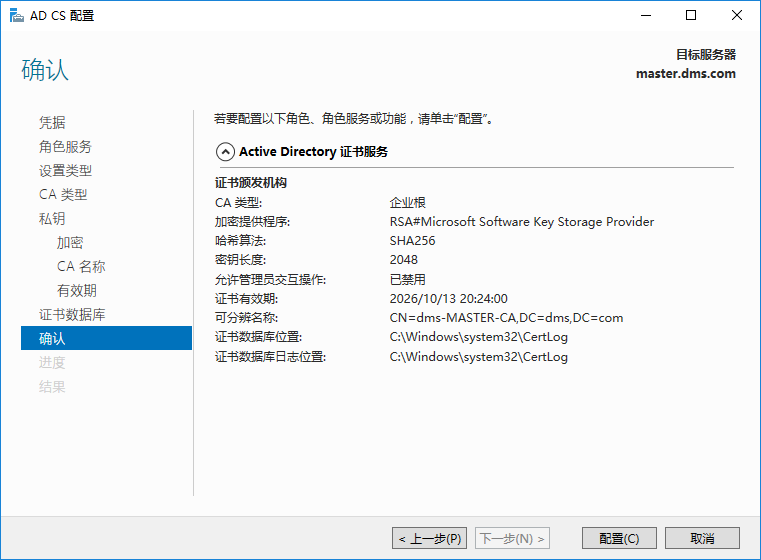 AD CS 配置
目标服务器
master.dms.com
确认
凭据
角色服务
设置类型
CA 类型
私钥
加密
CA 名称
有效期
证书数据库
确认
进度
结果
若要配置以下角色、角色服务或功能，请单击“配置”。
Active Directory 证书服务
证书颁发机构
CA 类型: 企业根
加密提供程序: RSA#Microsoft Software Key Storage Provider
哈希算法: SHA256
密钥长度: 2048
允许管理员交互操作: 已禁用
证书有效期: 2026/10/13 20:24:00
可分辨名称: CN=dms-MASTER-CA,DC=dms,DC=com
证书数据库位置: C:\Windows\system32\CertLog
证书数据库日志位置: C:\Windows\system32\CertLog
< 上一步(P) 下一步(N) > 配置(C) 取消